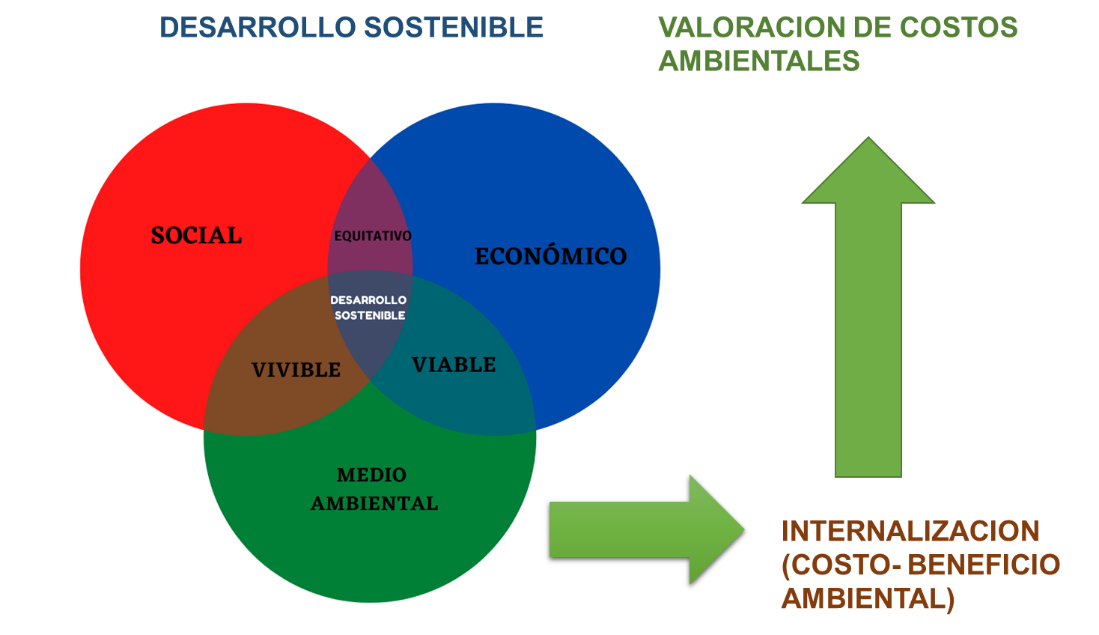 DESARROLLO SOSTENIBLE
VALORACION DE COSTOS
AMBIENTALES
SOCIAL
EQUITATIVO
ECONÓMICO
DESARROLLO
SOSTENIBLE
VIVIBLE
VIABLE
MEDIO
AMBIENTAL
INTERNALIZACION
(COSTO- BENEFICIO
AMBIENTAL)